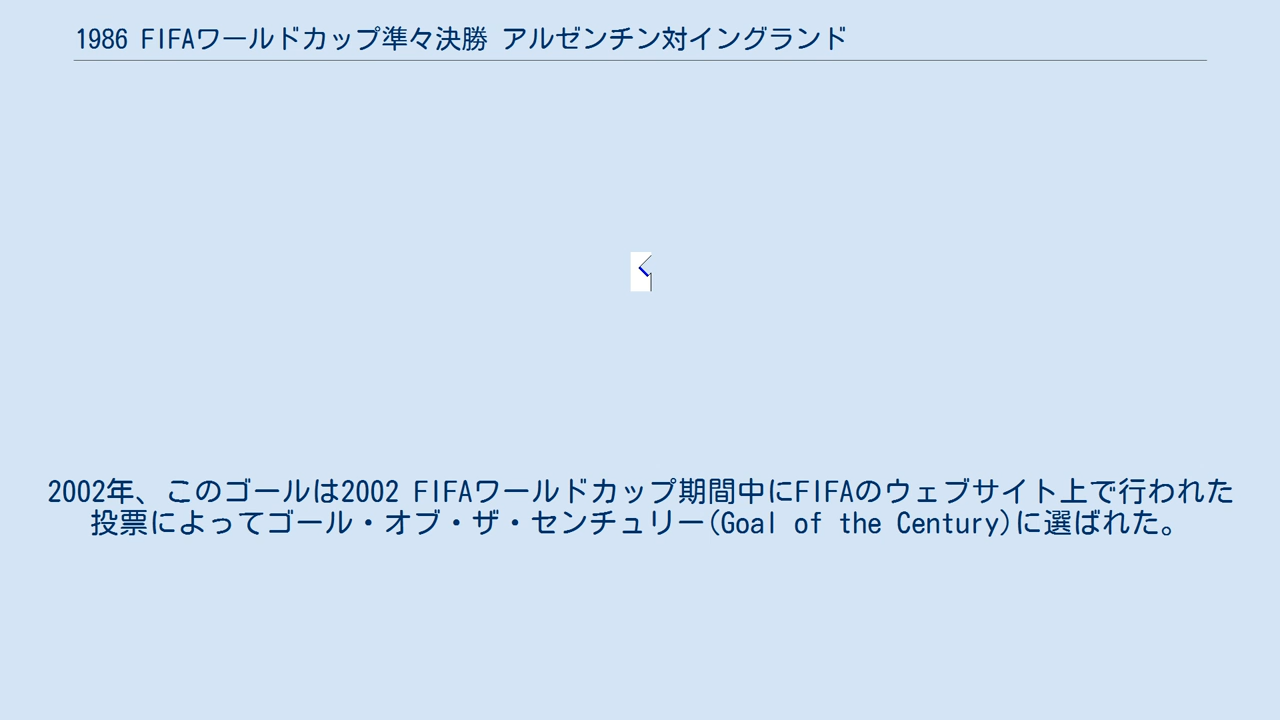 1986 FIFAワールドカップ準々決勝 アルゼンチン対イングランド
2002年、このゴールは2002 FIFAワールドカップ期間中にFIFAのウェブサイト上で行われた
投票によってゴール・オブ・ザ・センチュリー(Goal of the Century)に選ばれた。